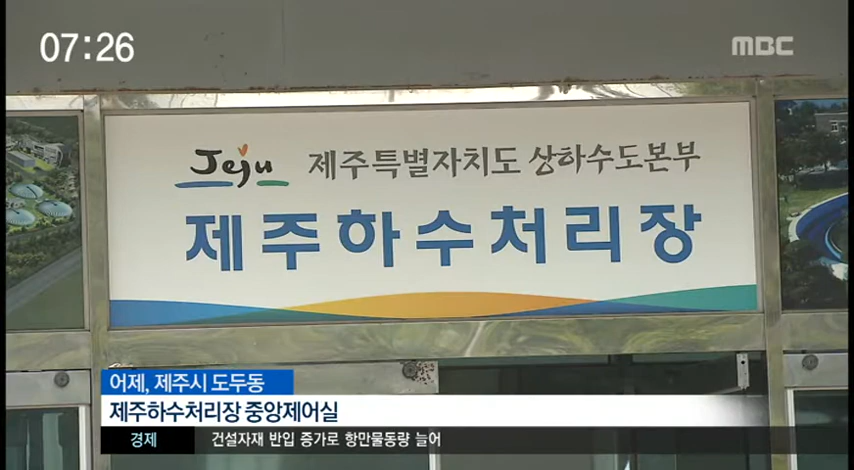 07:26
MBC
Jeju 제주특별자치도 상하수도본부
제주하수처리장
어제, 제주시 도두동
제주하수처리장 중앙제어실
경제 건설자재 반입 증가로 항만물동량 늘어